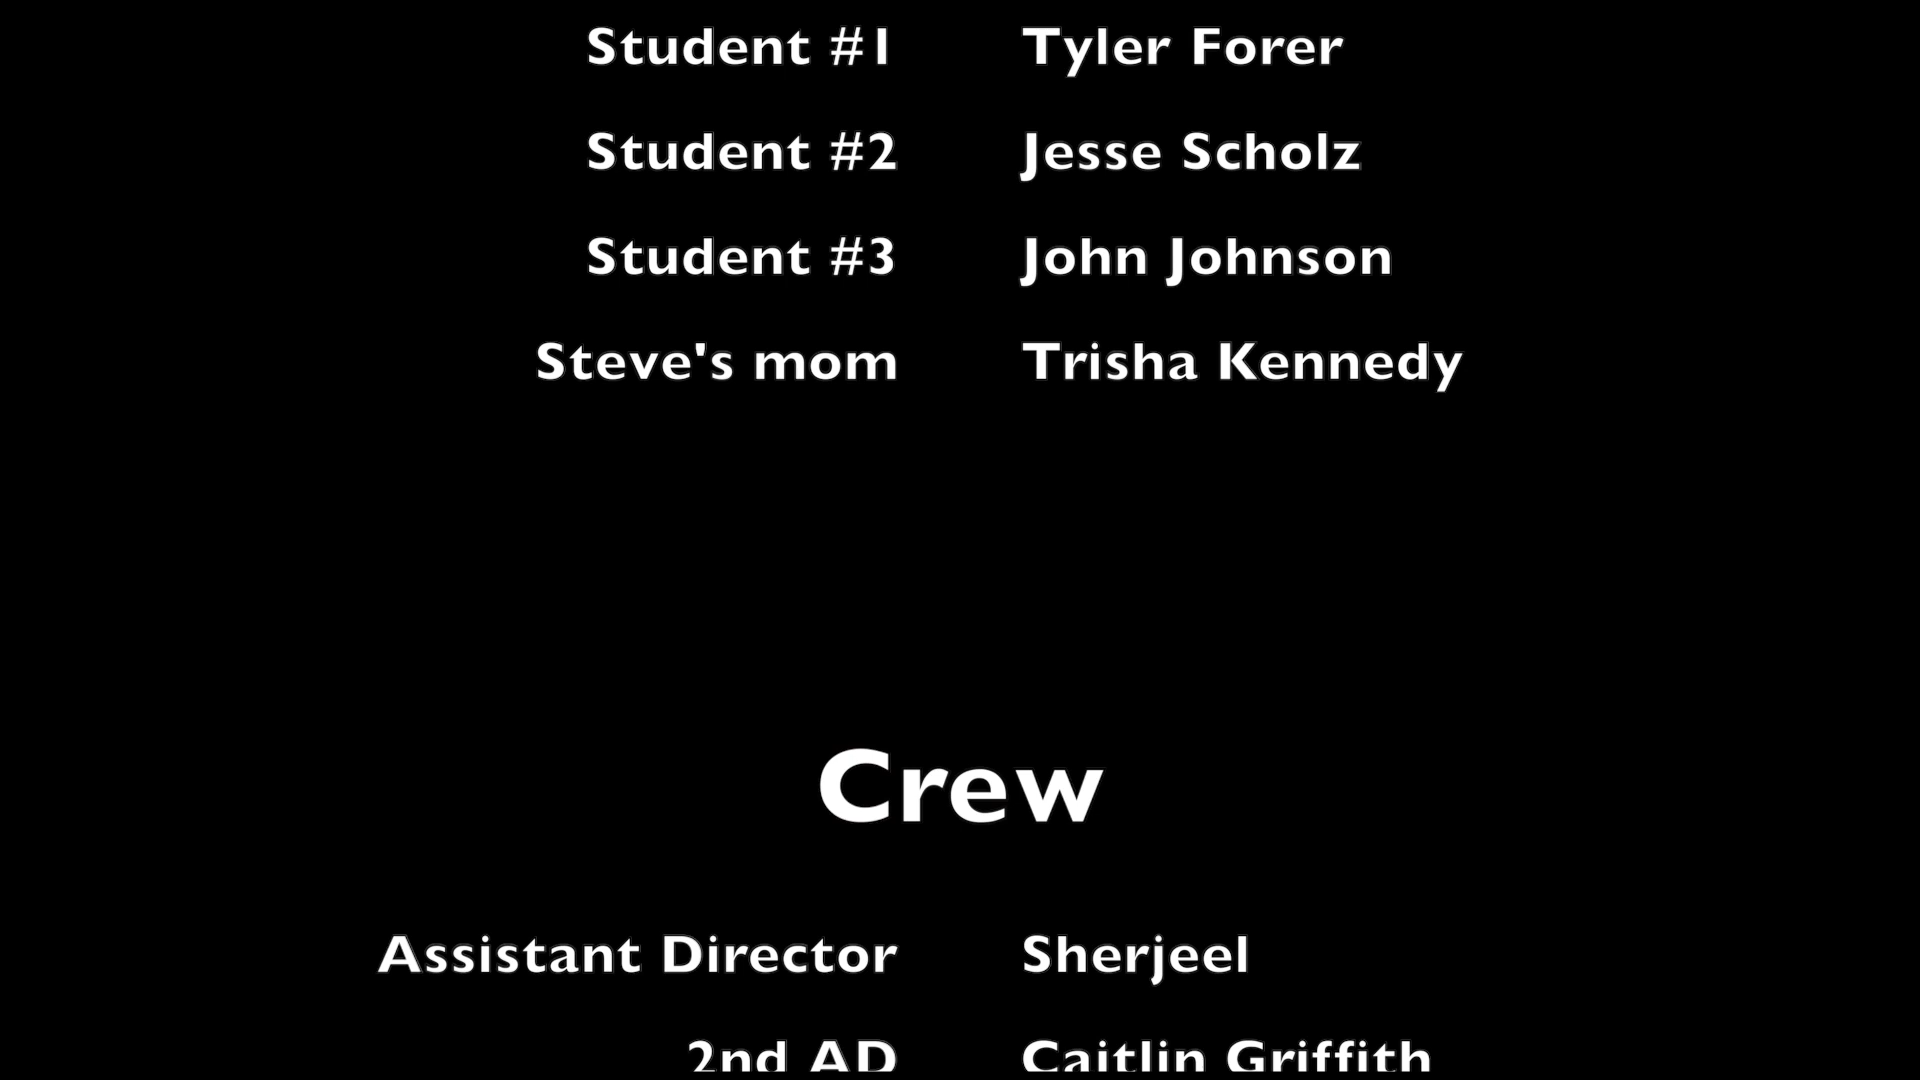 Student #1 Tyler Forer
Student #2 Jesse Scholz
Student #3 John Johnson
Steve's mom Trisha Kennedy
Crew
Assistant Director Sherjeel
2nd AD Caitlin Griffith